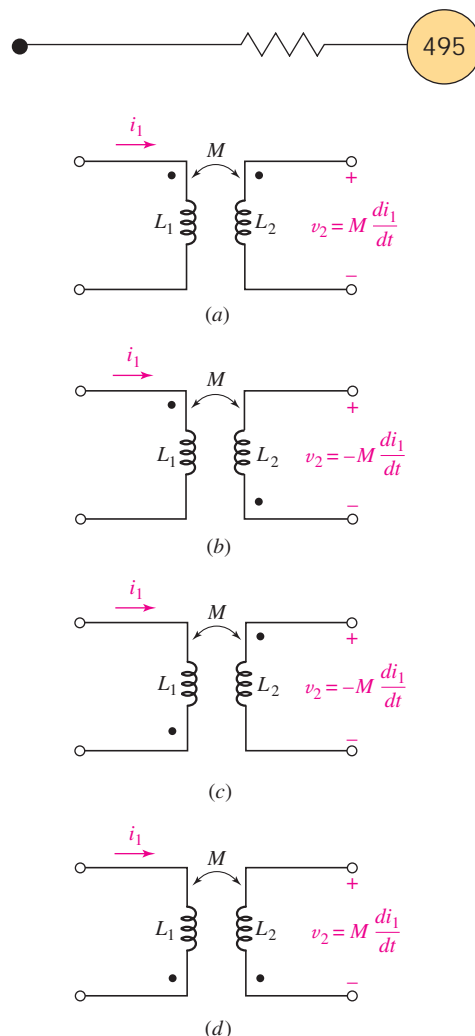 495
i₁
M
L₁ L₂ v₂ = M di₁/dt
+
–
(a)
i₁
M
L₁ L₂ v₂ = –M di₁/dt
+
–
(b)
i₁
M
L₁ L₂ v₂ = –M di₁/dt
+
–
(c)
i₁
M
L₁ L₂ v₂ = M di₁/dt
+
–
(d)